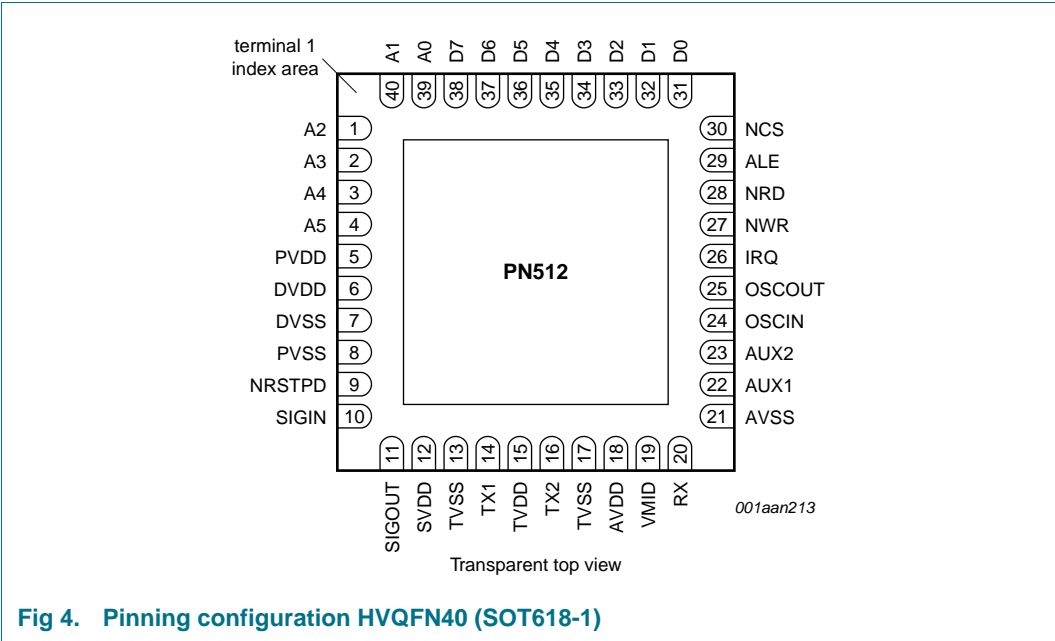 terminal 1
index area
A1 A0 D7 D6 D5 D4 D3 D2 D1 D0
40 39 38 37 36 35 34 33 32 31
A2 1
A3 2
A4 3
A5 4
PVDD 5
DVDD 6
DVSS 7
PVSS 8
NRSTPD 9
SIGIN 10
PN512
30 NCS
29 ALE
28 NRD
27 NWR
26 IRQ
25 OSCOUT
24 OSCIN
23 AUX2
22 AUX1
21 AVSS
11 12 13 14 15 16 17 18 19 20
SIGOUT SVDD TVSS TX1 TVDD TX2 TVSS AVDD VMID RX
001aan213
Transparent top view
Fig 4. Pinning configuration HVQFN40 (SOT618-1)